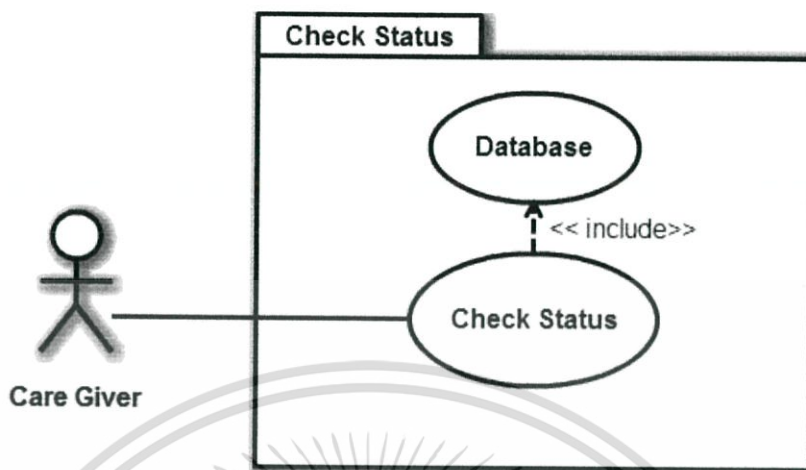 Check Status
Database
<< include>>
Check Status
Care Giver